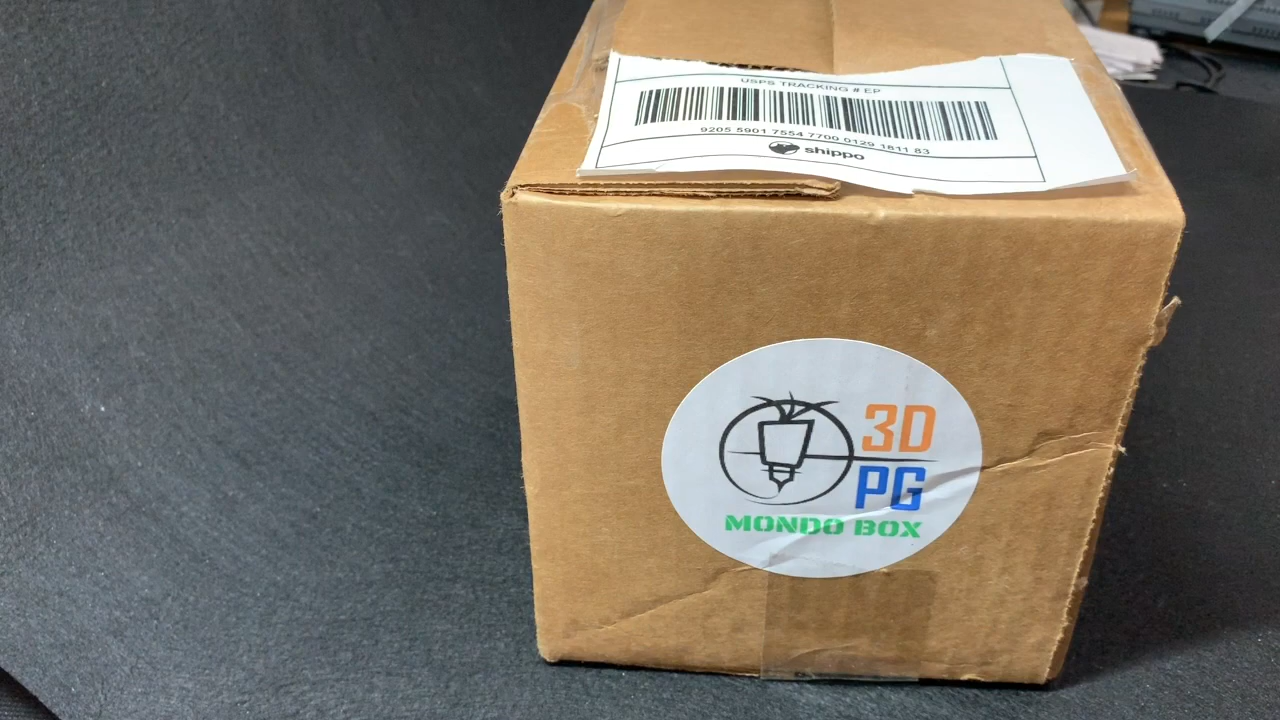 USPS TRACKING # EP
9205 5901 7554 7700 0129 1811 83
shippo
3D
PG
MONDO BOX